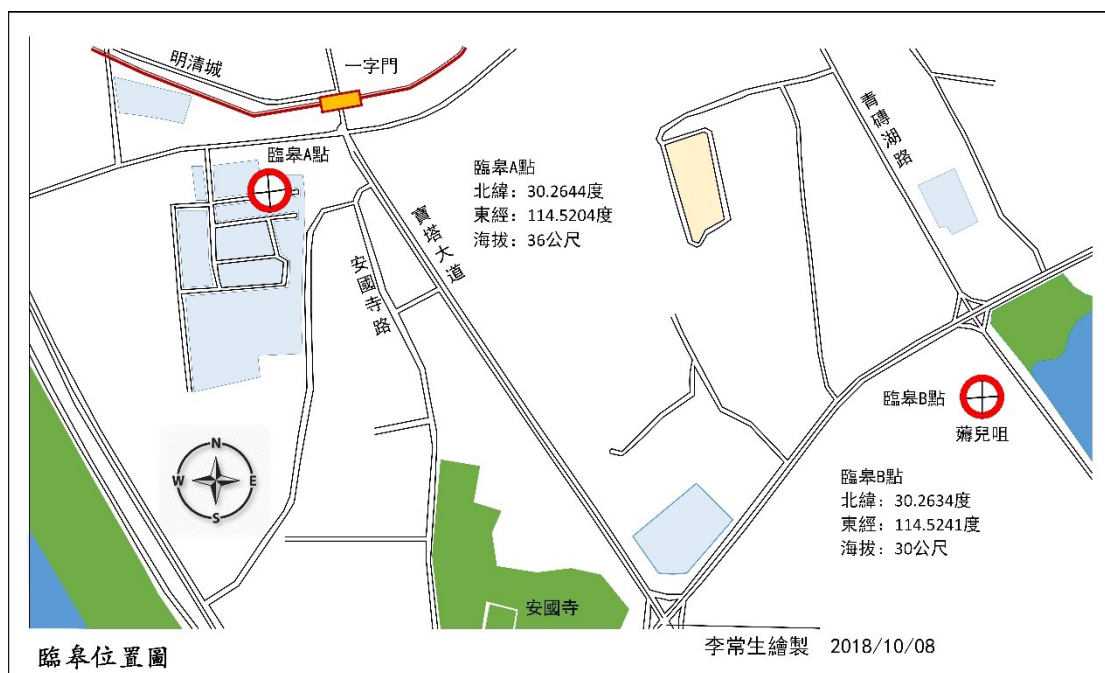 明清城
一字門
臨皋A點
臨皋A點
北緯：30.2644度
東經：114.5204度
海拔：36公尺
青磚湖路
寶塔大道
安國寺路
臨皋B點
薅兒咀
N
W E
S
臨皋B點
北緯：30.2634度
東經：114.5241度
海拔：30公尺
安國寺
臨皋位置圖
李常生繪製 2018/10/08